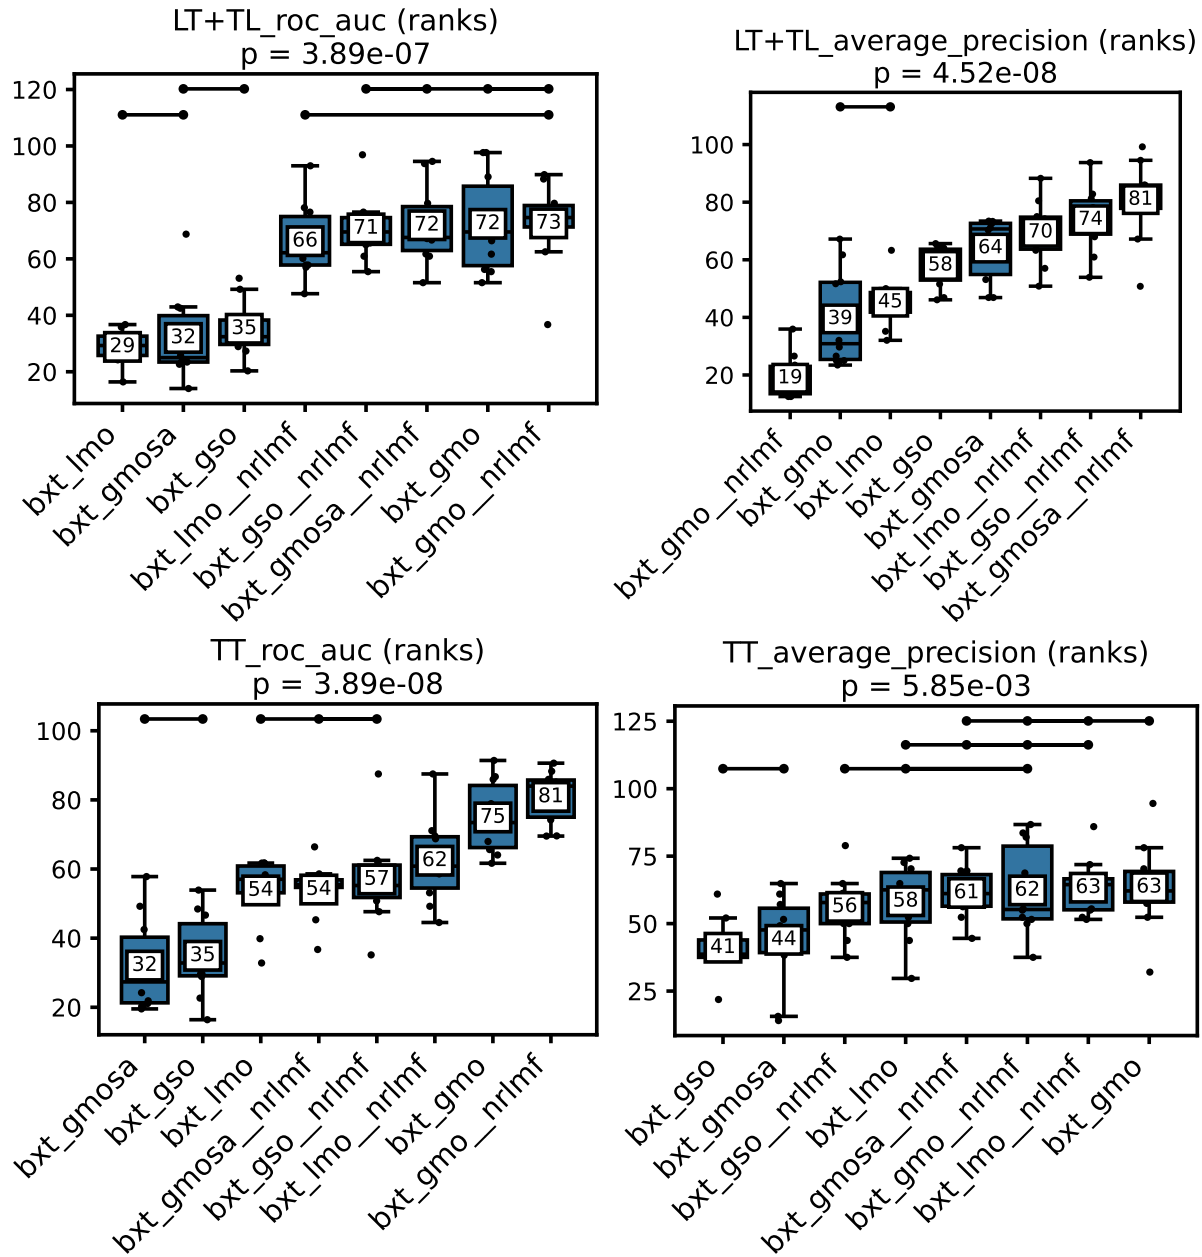 LT+TL_roc_auc (ranks)
p = 3.89e-07
120
100
80
60
40
20
29
32
35
66
71
72
72
73
bxt_lmo
bxt_gmosa
bxt_gso
bxt_lmo__nrlmf
bxt_gso__nrlmf
bxt_gmosa__nrlmf
bxt_gmo
bxt_gmo__nrlmf
LT+TL_average_precision (ranks)
p = 4.52e-08
100
80
60
40
20
19
39
45
58
64
70
74
81
bxt_gmo__nrlmf
bxt_gmo
bxt_lmo
bxt_gso
bxt_gmosa
bxt_lmo__nrlmf
bxt_gso__nrlmf
bxt_gmosa__nrlmf
TT_roc_auc (ranks)
p = 3.89e-08
100
80
60
40
20
32
35
54
54
57
62
75
81
bxt_gmosa
bxt_gso
bxt_lmo
bxt_gmosa__nrlmf
bxt_gso__nrlmf
bxt_lmo__nrlmf
bxt_gmo
bxt_gmo__nrlmf
TT_average_precision (ranks)
p = 5.85e-03
125
100
75
50
25
41
44
56
58
61
62
63
63
bxt_gso
bxt_gmosa
bxt_gso__nrlmf
bxt_lmo
bxt_gmosa__nrlmf
bxt_gmo__nrlmf
bxt_lmo__nrlmf
bxt_gmo